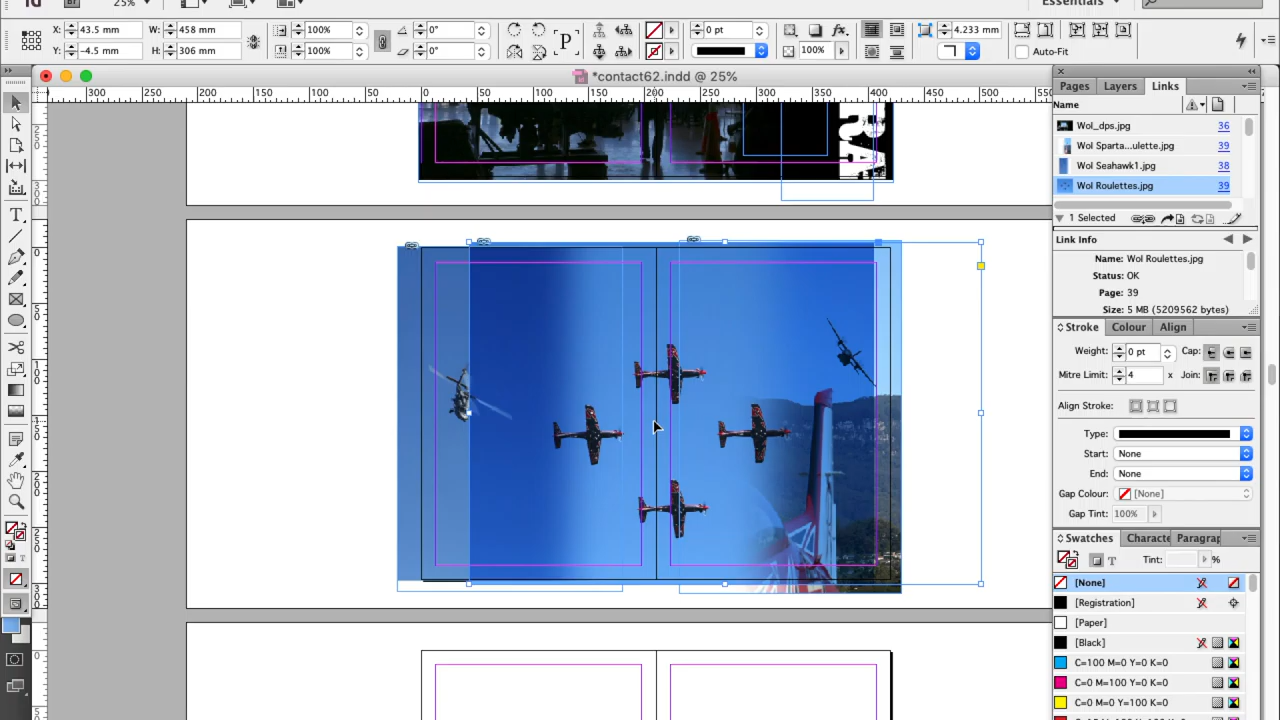 Id Br 25% Essentials
X: 43.5 mm W: 458 mm 100% 0° P 0 pt 4.233 mm
Y: −4.5 mm H: 306 mm 100% 0° 100% Auto-Fit
*contact62.indd @ 25%
300 250 200 150 100 50 0 50 100 150 200 250 300 350 400 450 500
Pages Layers Links
Name
Wol_dps.jpg 36
Wol Sparta...ulette.jpg 39
Wol Seahawk1.jpg 38
Wol Roulettes.jpg 39
1 Selected
Link Info
Name: Wol Roulettes.jpg
Status: OK
Page: 39
Size: 5 MB (5209562 bytes)
Stroke Colour Align
Weight: 0 pt Cap:
Mitre Limit: 4 x Join:
Align Stroke:
Type:
Start: None
End: None
Gap Colour: [None]
Gap Tint: 100%
Swatches Characte Paragrap
Tint: %
[None]
[Registration]
[Paper]
[Black]
C=100 M=0 Y=0 K=0
C=0 M=100 Y=0 K=0
C=0 M=0 Y=100 K=0
RA